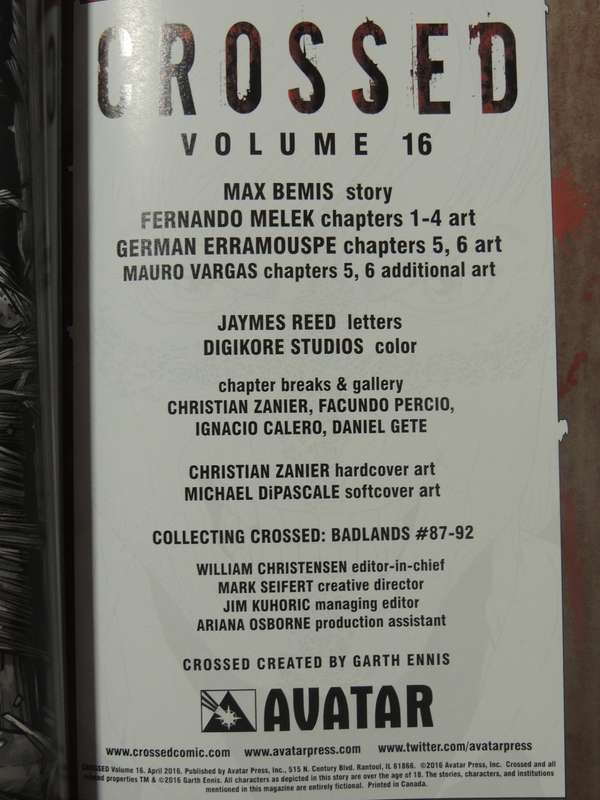 CROSSED
VOLUME 16
MAX BEMIS story
FERNANDO MELEK chapters 1-4 art
GERMAN ERRAMOUSPE chapters 5, 6 art
MAURO VARGAS chapters 5, 6 additional art
JAYMES REED letters
DIGIKORE STUDIOS color
chapter breaks & gallery
CHRISTIAN ZANIER, FACUNDO PERCIO,
IGNACIO CALERO, DANIEL GETE
CHRISTIAN ZANIER hardcover art
MICHAEL DiPASCALE softcover art
COLLECTING CROSSED: BADLANDS #87-92
WILLIAM CHRISTENSEN editor-in-chief
MARK SEIFERT creative director
JIM KUHORIC managing editor
ARIANA OSBORNE production assistant
CROSSED CREATED BY GARTH ENNIS
AVATAR
www.crossedcomic.com www.avatarpress.com www.twitter.com/avatarpress
CROSSED Volume 16. April 2016. Published by Avatar Press, Inc., 515 N. Century Blvd. Rantoul, IL 61866. ©2016 Avatar Press, Inc. Crossed and all
related properties TM & ©2016 Garth Ennis. All characters as depicted in this story are over the age of 18. The stories, characters, and institutions
mentioned in this magazine are entirely fictional. Printed in Canada.